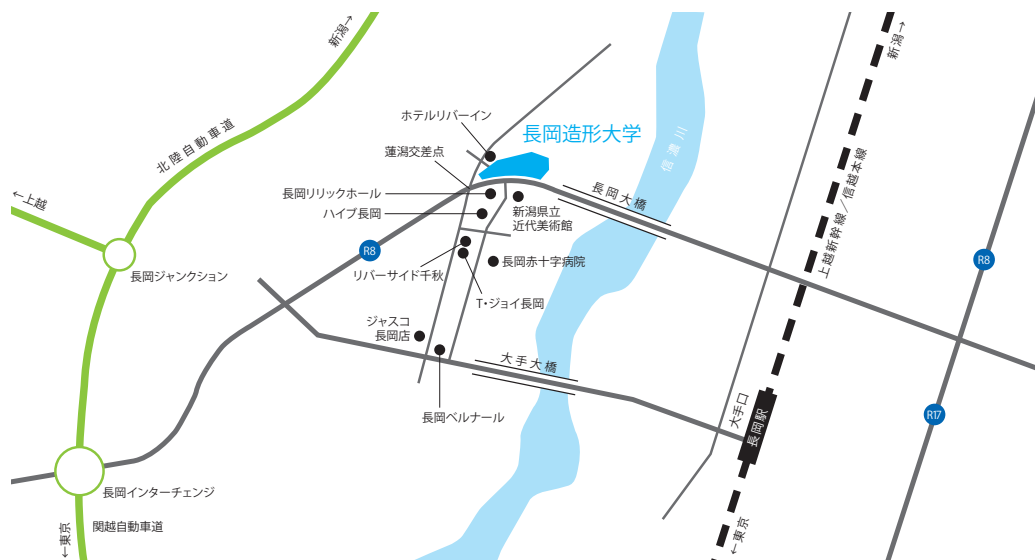 新潟→
新潟→
北陸自動車道
←上越
長岡ジャンクション
ホテルリバーイン
長岡造形大学
蓮潟交差点
長岡リリックホール
ハイブ長岡
新潟県立
近代美術館
長岡大橋
信濃川
上越新幹線／信越本線
R8
R8
リバーサイド千秋
長岡赤十字病院
T・ジョイ長岡
ジャスコ
長岡店
大手大橋
長岡ベルナール
大手口
長岡駅
R17
長岡インターチェンジ
関越自動車道
←東京
←東京